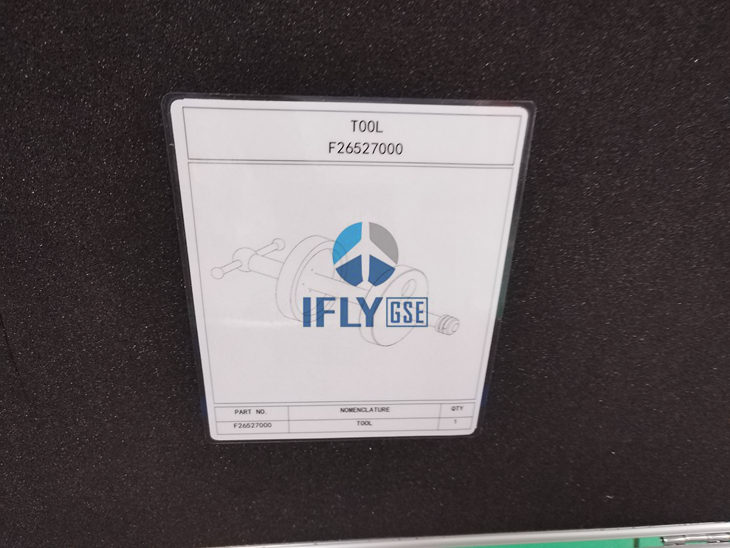 TOOL
F26527000
IFLY GSE
PART NO. NOMENCLATURE QTY
F26527000 TOOL 1